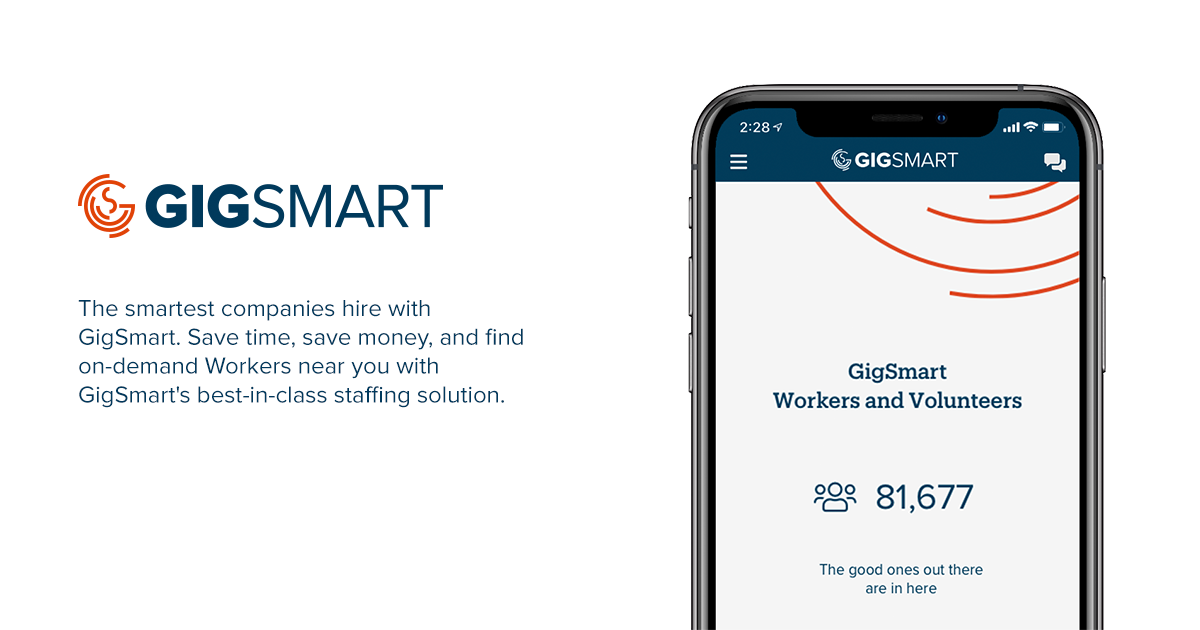 GIGSMART
The smartest companies hire with
GigSmart. Save time, save money, and find
on-demand Workers near you with
GigSmart's best-in-class staffing solution.
2:28
GIGSMART
GigSmart
Workers and Volunteers
81,677
The good ones out there
are in here